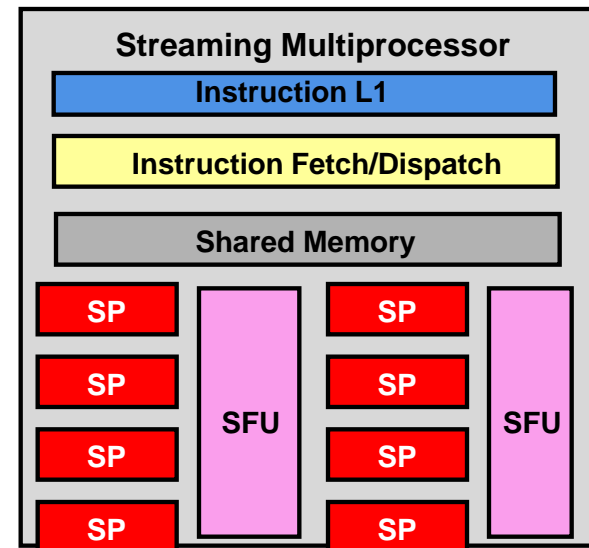 Streaming Multiprocessor
Instruction L1
Instruction Fetch/Dispatch
Shared Memory
SP
SP
SP
SP
SFU
SP
SP
SP
SP
SFU